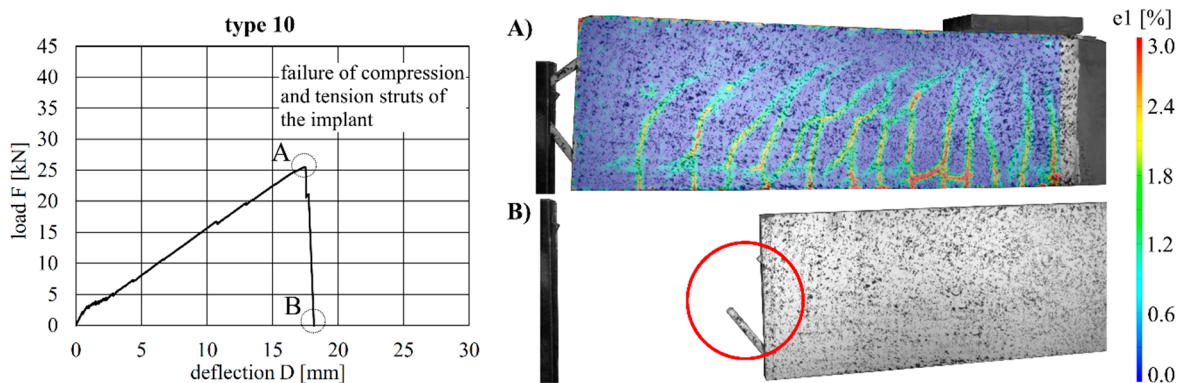 type 10
load F [kN]
45
40
35
30
25
20
15
10
5
0
failure of compression
and tension struts of
the implant
A
B
0
5
10
15
20
25
30
deflection D [mm]
A)
B)
e1 [%]
3.0
2.4
1.8
1.2
0.6
0.0